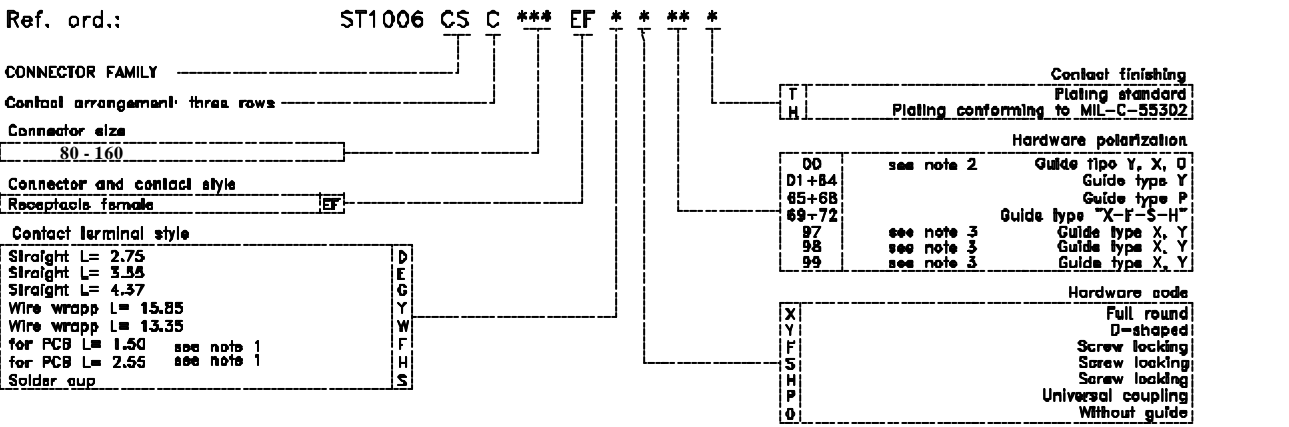 Ref. ord.: ST1006 CS C *** EF * * ** *
CONNECTOR FAMILY
Contact arrangement: three rows
Connector size
80 - 160
Connector and contact style
Receptacle female EF
Contact terminal style
Straight L= 2.75 D
Straight L= 3.56 E
Straight L= 4.37 G
Wire wrapp L= 15.85 Y
Wire wrapp L= 13.35 W
for PCB L= 1.50 see note 1 F
for PCB L= 2.55 see note 1 H
Solder cup S
Contact finishing
T Plating standard
H Plating conforming to MIL-C-55302
Hardware polarization
00 see note 2 Guide tipo Y, X, 0
01÷64 Guide type Y
65÷68 Guide type P
69÷72 Guide type "X-F-S-H"
97 see note 3 Guide type X, Y
98 see note 3 Guide type X, Y
99 see note 3 Guide type X, Y
Hardware code
X Full round
Y D-shaped
F Screw locking
S Screw locking
H Screw locking
P Universal coupling
0 Without guide